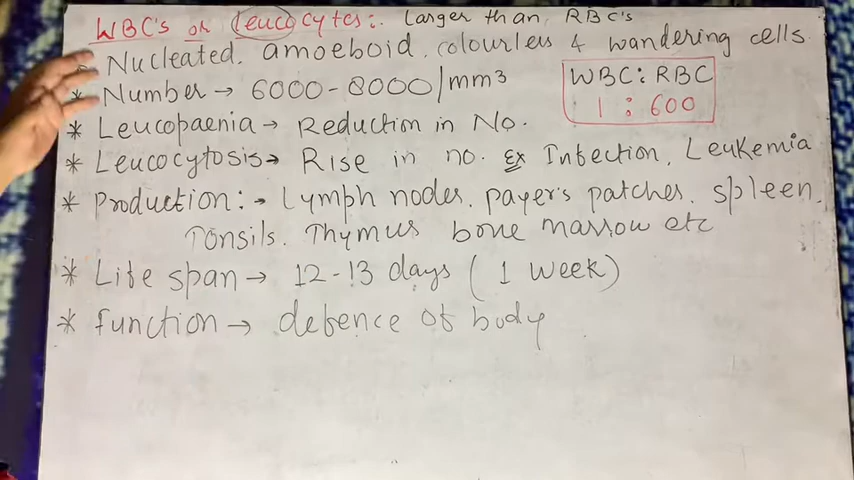 WBC's or Leucocytes:- Larger than RBC's
* Nucleated, amoeboid, colourless & wandering cells
* Number → 6000-8000/mm³
WBC : RBC
1 : 600
* Leucopaenia → Reduction in No.
* Leucocytosis → Rise in no. Ex Infection, Leukemia
* Production :→ Lymph nodes, payer's patches, spleen,
Tonsils, Thymus bone marrow etc
* Life span → 12-13 days (1 week)
* function → defence of body